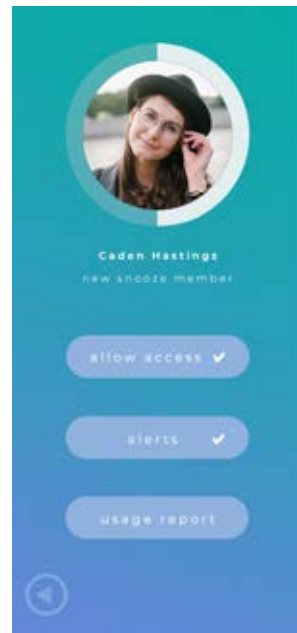 Caden Hastings
new snooze member
allow access
alerts
usage report